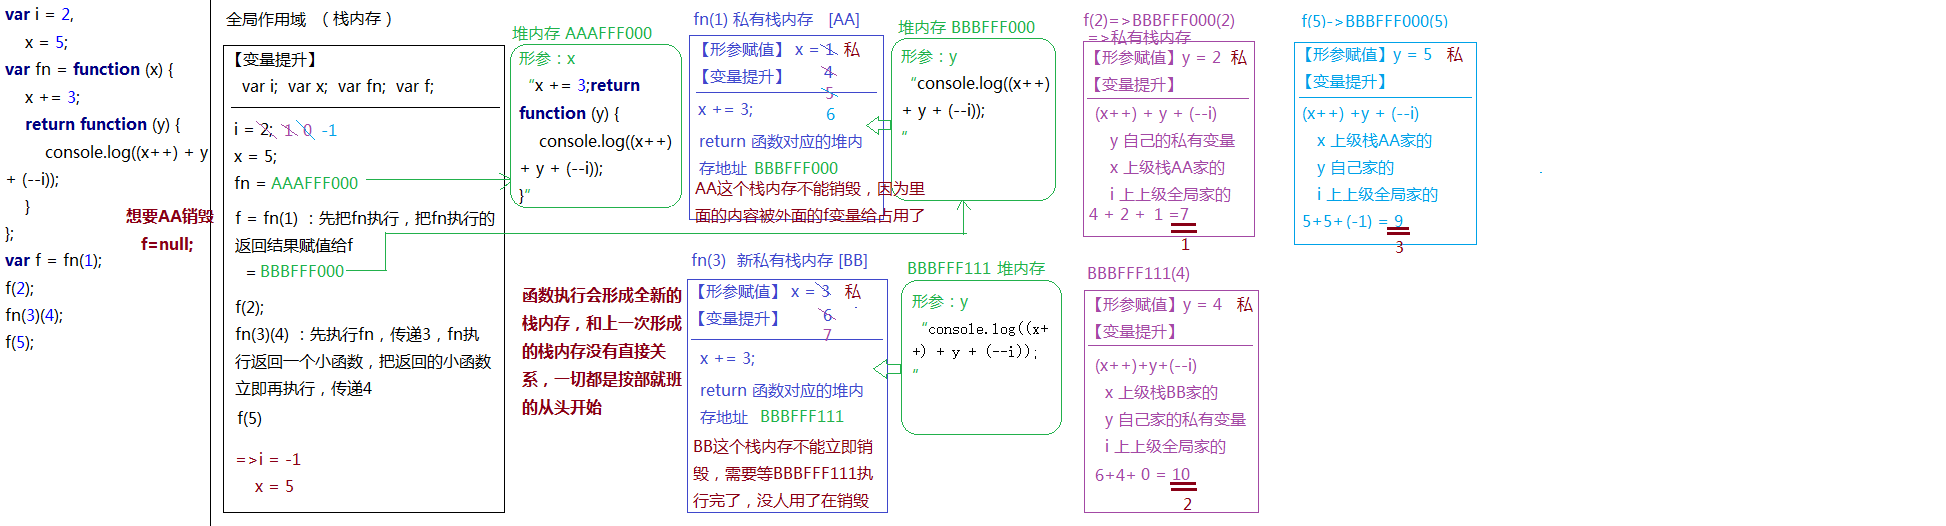 var i = 2,
x = 5;
var fn = function (x) {
x += 3;
return function (y) {
console.log((x++) + y
+ (--i));
}
};
var f = fn(1);
f(2);
fn(3)(4);
f(5);
想要AA销毁
f=null;
全局作用域 （ 栈内存 ）
【变量提升】
var i; var x; var fn; var f;
i = 2; 1 0 -1
x = 5;
fn = AAAFFF000
f = fn(1) ：先把fn执行，把fn执行的
返回结果赋值给f
= BBBFFF000
f(2);
fn(3)(4) ：先执行fn，传递3，fn执
行返回一个小函数，把返回的小函数
立即再执行，传递4
f(5)
=>i = -1
x = 5
堆内存 AAAFFF000
形参：x
“x += 3;return
function (y) {
console.log((x++)
+ y + (--i));
}“
函数执行会形成全新的
栈内存，和上一次形成
的栈内存没有直接关
系，一切都是按部就班
的从头开始
fn(1) 私有栈内存 [AA]
【形参赋值】 x = 1 私
【变量提升】 4
5
x += 3; 6
return 函数对应的堆内
存地址 BBBFFF000
AA这个栈内存不能销毁，因为里
面的内容被外面的f变量给占用了
堆内存 BBBFFF000
形参：y
“console.log((x++)
+ y + (--i));
“
fn(3) 新私有栈内存 [BB]
【形参赋值】 x = 3 私
【变量提升】 6
7
x += 3;
return 函数对应的堆内
存地址 BBBFFF111
BB这个栈内存不能立即销
毁，需要等BBBFFF111执
行完了，没人用了在销毁
BBBFFF111 堆内存
形参：y
“console.log((x+
+) + y + (--i));
“
f(2)=>BBBFFF000(2)
=>私有栈内存
【形参赋值】y = 2 私
【变量提升】
(x++) + y + (--i)
y 自己的私有变量
x 上级栈AA家的
i 上上级全局家的
4 + 2 + 1 =7
1
BBBFFF111(4)
【形参赋值】y = 4 私
【变量提升】
(x++)+y+(--i)
x 上级栈BB家的
y 自己家的私有变量
i 上上级全局家的
6+4+ 0 = 10
2
f(5)->BBBFFF000(5)
【形参赋值】y = 5 私
【变量提升】
(x++) +y + (--i)
x 上级栈AA家的
y 自己家的
i 上上级全局家的
5+5+(-1) = 9
3